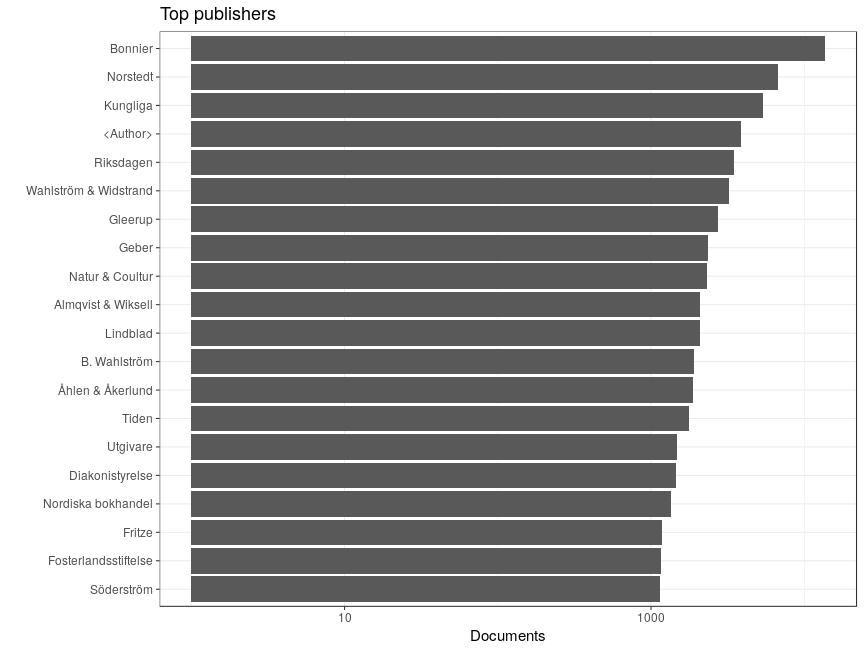 Top publishers
Bonnier
Norstedt
Kungliga
<Author>
Riksdagen
Wahlström & Widstrand
Gleerup
Geber
Natur & Coultur
Almqvist & Wiksell
Lindblad
B. Wahlström
Åhlen & Åkerlund
Tiden
Utgivare
Diakonistyrelse
Nordiska bokhandel
Fritze
Fosterlandsstiftelse
Söderström
10 1000
Documents